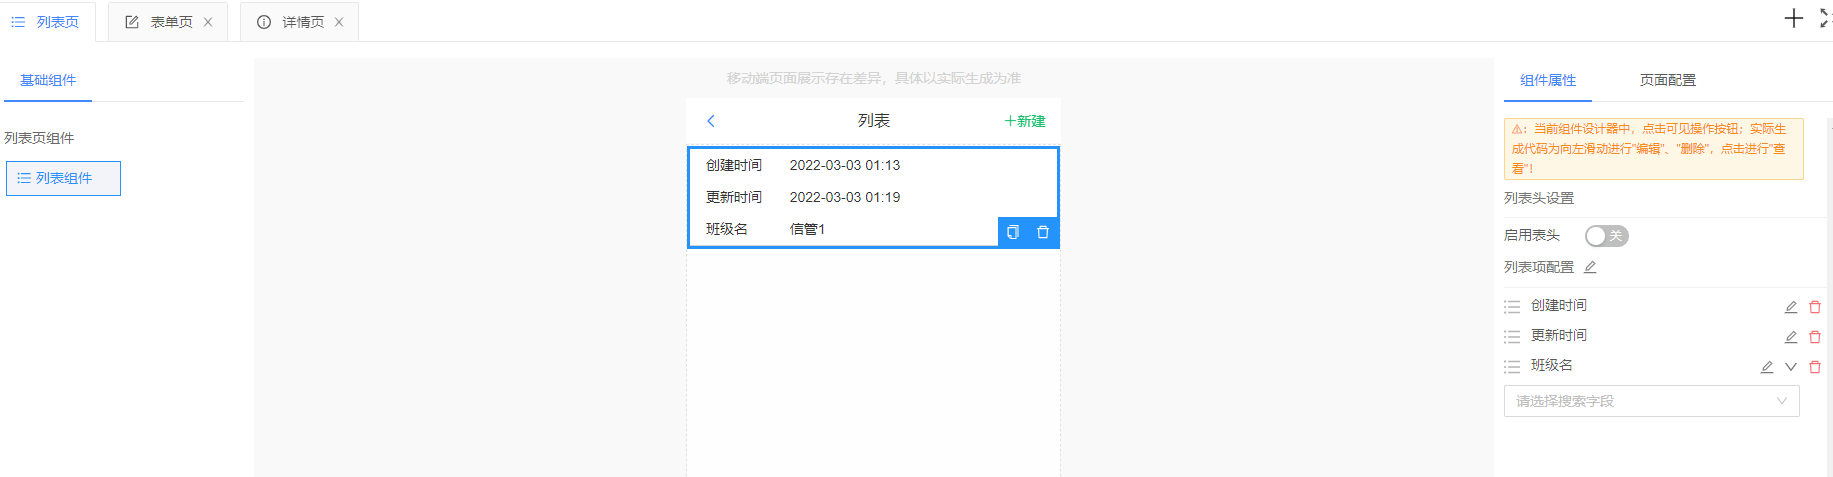 列表页
表单页
详情页
基础组件
列表页组件
列表组件
移动端页面展示存在差异，具体以实际生成为准
列表
+新建
创建时间 2022-03-03 01:13
更新时间 2022-03-03 01:19
班级名 信管1
组件属性
页面配置
：当前组件设计器中，点击可见操作按钮；实际生
成代码为向左滑动进行"编辑"、"删除"，点击进行"查
看"！
列表头设置
启用表头 关
列表项配置
创建时间
更新时间
班级名
请选择搜索字段